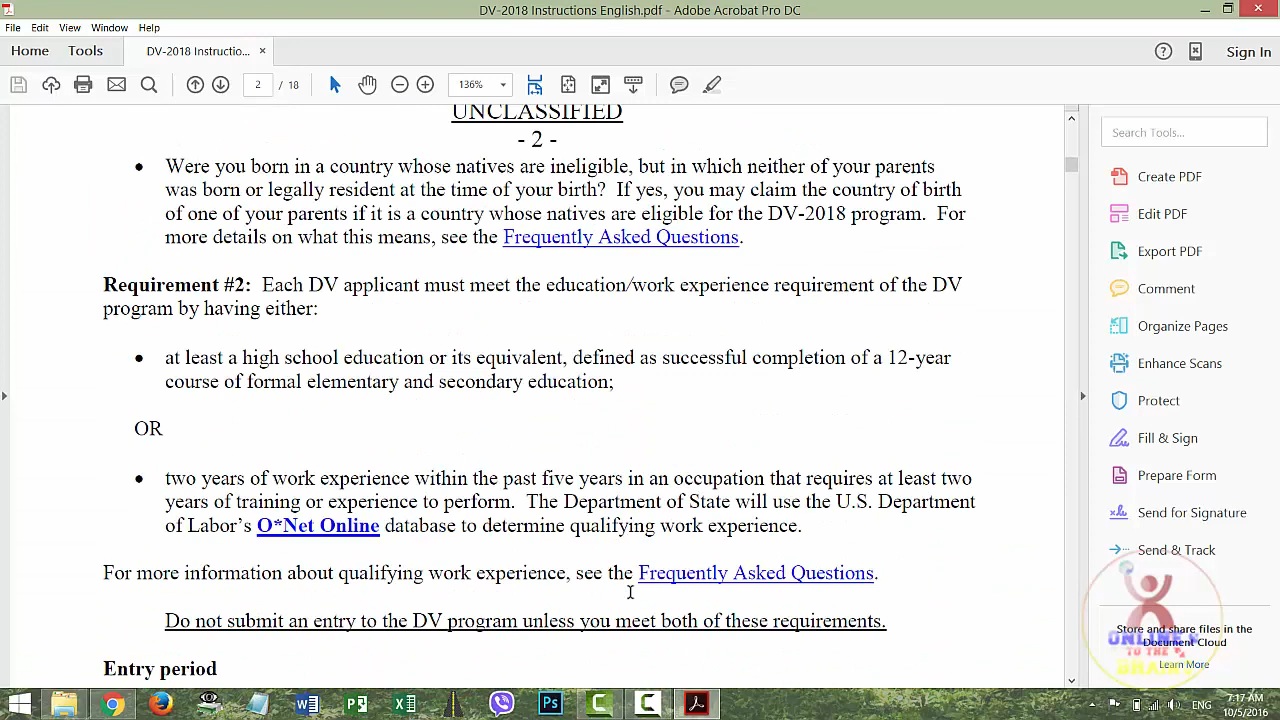 DV-2018 Instructions English.pdf - Adobe Acrobat Pro DC
File Edit View Window Help
Home Tools DV-2018 Instructio... × Sign In
2 / 18 136%
UNCLASSIFIED
- 2 -
• Were you born in a country whose natives are ineligible, but in which neither of your parents
was born or legally resident at the time of your birth? If yes, you may claim the country of birth
of one of your parents if it is a country whose natives are eligible for the DV-2018 program. For
more details on what this means, see the Frequently Asked Questions.
Requirement #2: Each DV applicant must meet the education/work experience requirement of the DV
program by having either:
• at least a high school education or its equivalent, defined as successful completion of a 12-year
course of formal elementary and secondary education;
OR
• two years of work experience within the past five years in an occupation that requires at least two
years of training or experience to perform. The Department of State will use the U.S. Department
of Labor's O*Net Online database to determine qualifying work experience.
For more information about qualifying work experience, see the Frequently Asked Questions.
Do not submit an entry to the DV program unless you meet both of these requirements.
Entry period
Search Tools...
Create PDF
Edit PDF
Export PDF
Comment
Organize Pages
Enhance Scans
Protect
Fill & Sign
Prepare Form
Send for Signature
Send & Track
Store and share files in the
Document Cloud
Learn More
ONLINE
TO THE
ENG
7:17 AM
10/5/2016